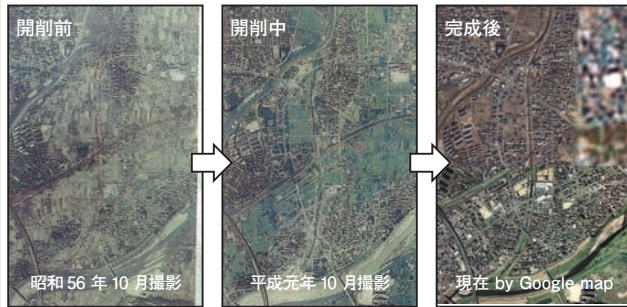 開削前
開削中
完成後
昭和 56 年 10 月撮影
平成元年 10 月撮影
現在 by Google map